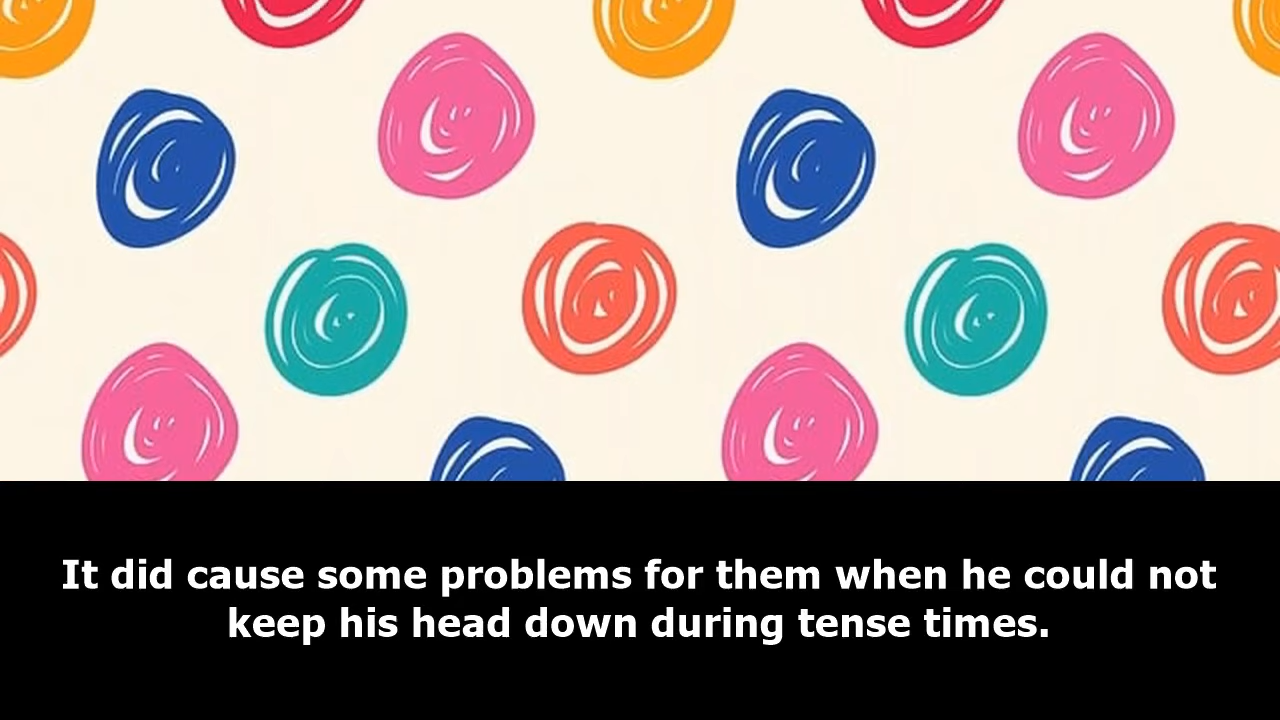 It did cause some problems for them when he could not
keep his head down during tense times.